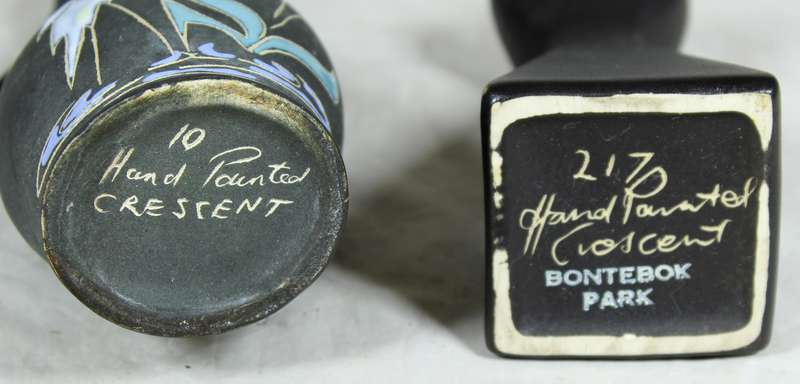 10
Hand Painted
CRESCENT
217
Hand Painted
Crescent
BONTEBOK
PARK